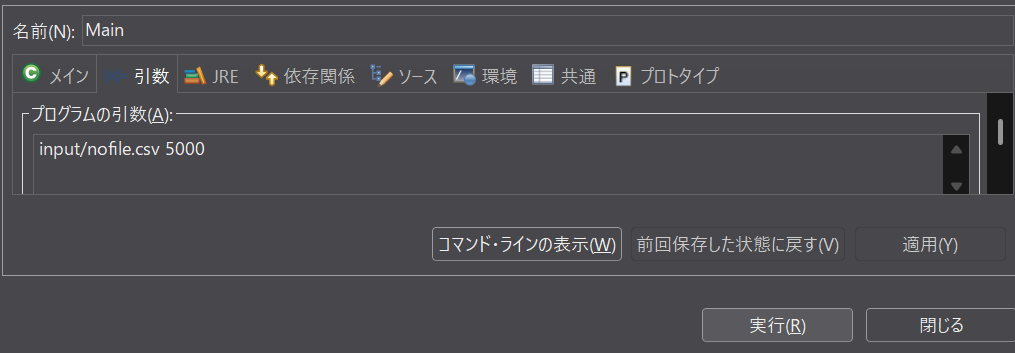 名前(N): Main
メイン 引数 JRE 依存関係 ソース 環境 共通 プロトタイプ
プログラムの引数(A):
input/nofile.csv 5000
コマンド・ラインの表示(W) 前回保存した状態に戻す(V) 適用(Y)
実行(R) 閉じる